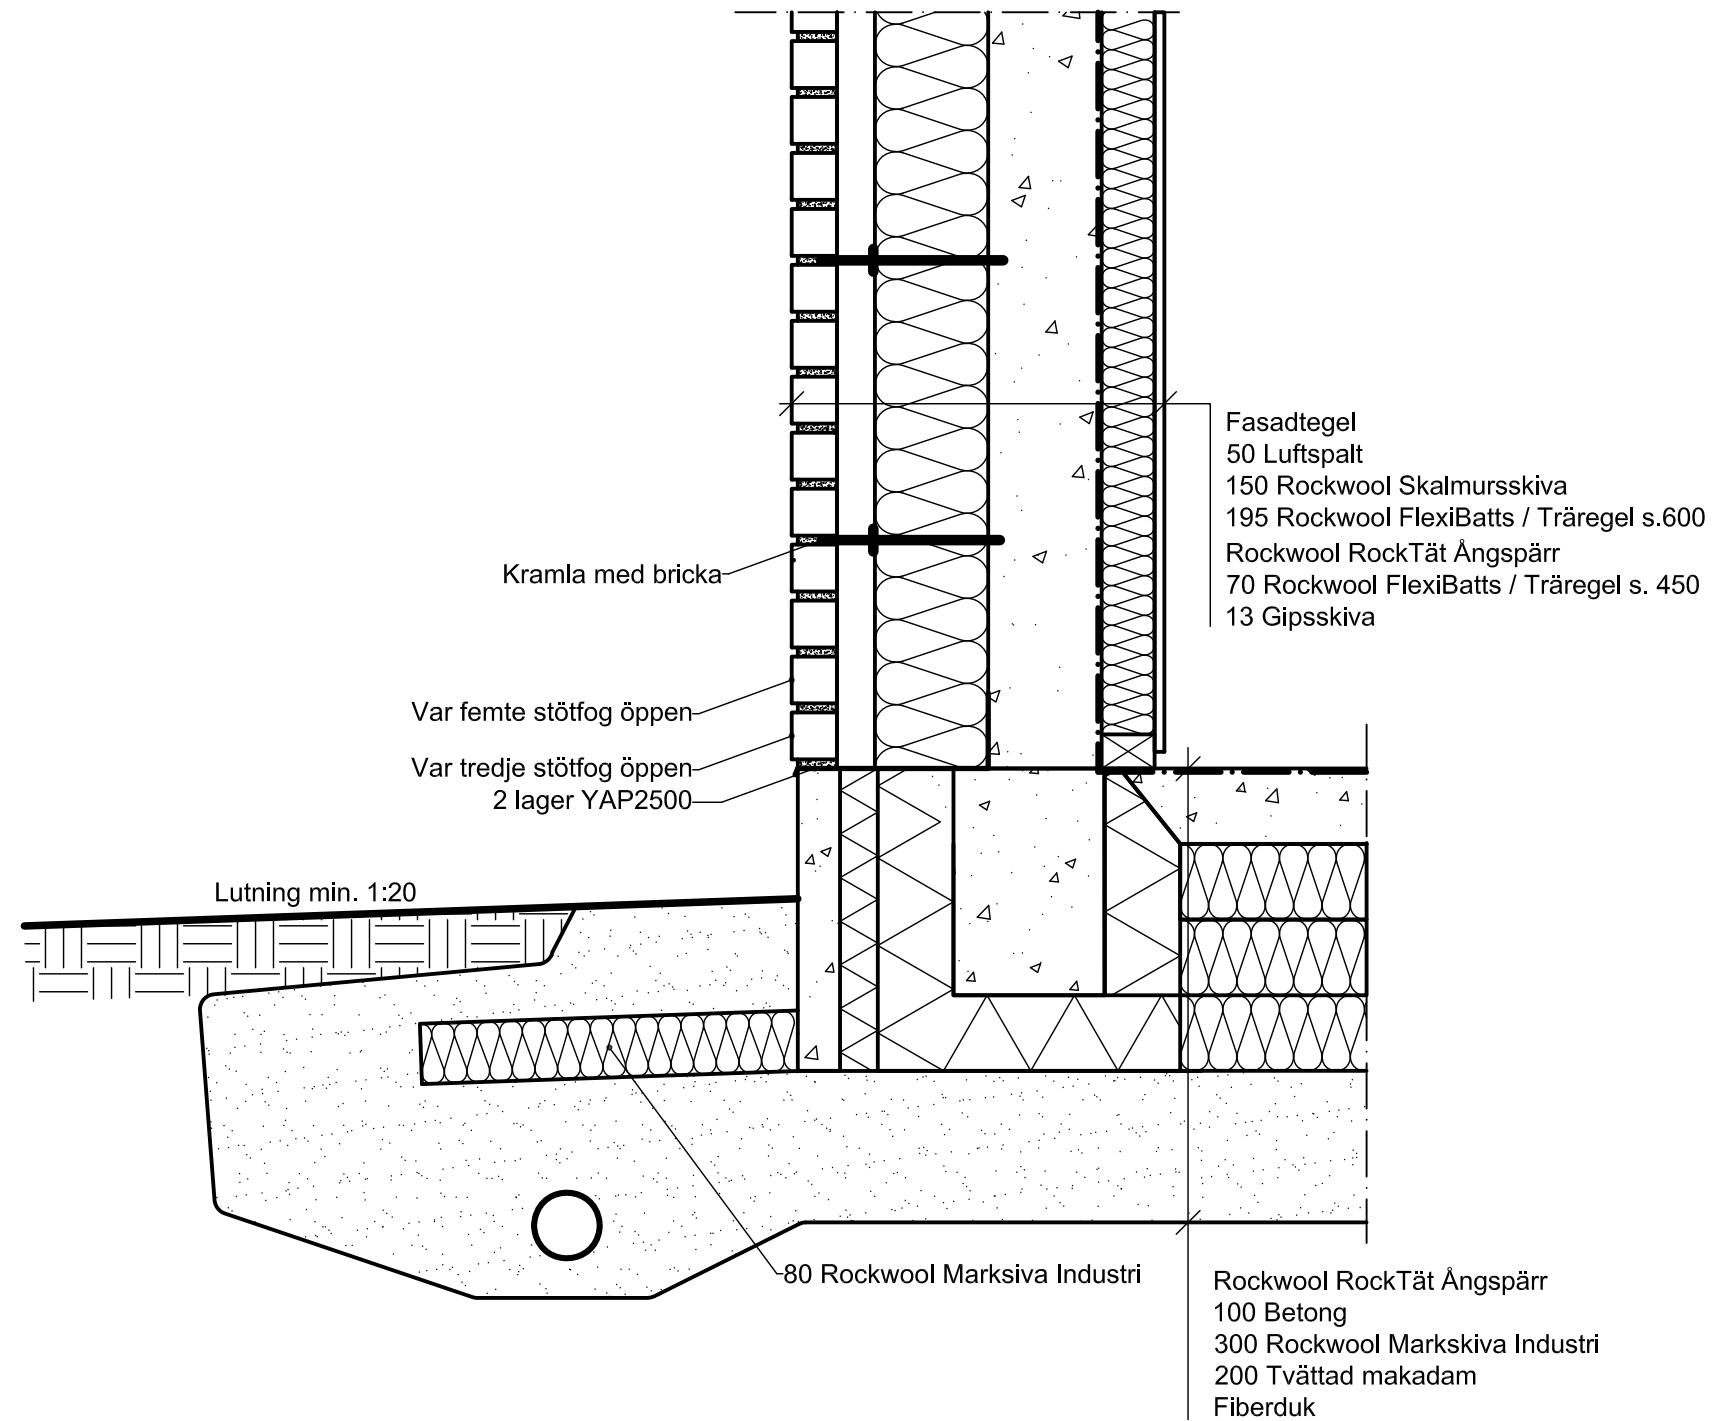 Fasadtegel
50 Luftspalt
150 Rockwool Skalmursskiva
195 Rockwool FlexiBatts / Träregel s.600
Rockwool RockTät Ångspärr
70 Rockwool FlexiBatts / Träregel s. 450
13 Gipsskiva
Kramla med bricka
Var femte stötfog öppen
Var tredje stötfog öppen
2 lager YAP2500
Lutning min. 1:20
80 Rockwool Marksiva Industri
Rockwool RockTät Ångspärr
100 Betong
300 Rockwool Markskiva Industri
200 Tvättad makadam
Fiberduk